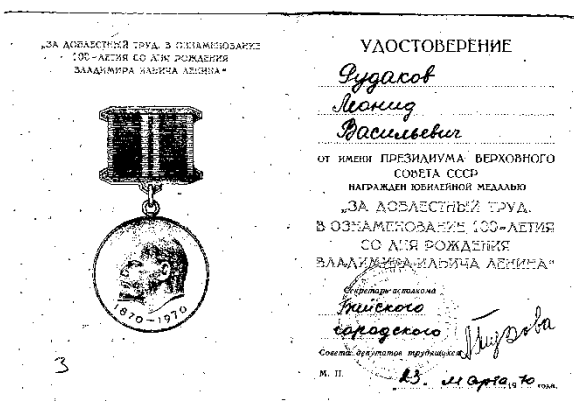 „ЗА ДОБЛЕСТНЫЙ ТРУД. В ОЗНАМЕНОВАНИЕ
100-ЛЕТИЯ СО ДНЯ РОЖДЕНИЯ
ВЛАДИМИРА ИЛЬИЧА ЛЕНИНА“
1870-1970
3
УДОСТОВЕРЕНИЕ
Рудаков
Леонид
Васильевич
ОТ ИМЕНИ ПРЕЗИДИУМА ВЕРХОВНОГО
СОВЕТА СССР
НАГРАЖДЕН ЮБИЛЕЙНОЙ МЕДАЛЬЮ
„ЗА ДОБЛЕСТНЫЙ ТРУД.
В ОЗНАМЕНОВАНИЕ 100-ЛЕТИЯ
СО ДНЯ РОЖДЕНИЯ
ВЛАДИМИРА ИЛЬИЧА ЛЕНИНА“
Секретарь исполкома
городского
Совета депутатов трудящихся
М. П.
23. марта 1970 года.